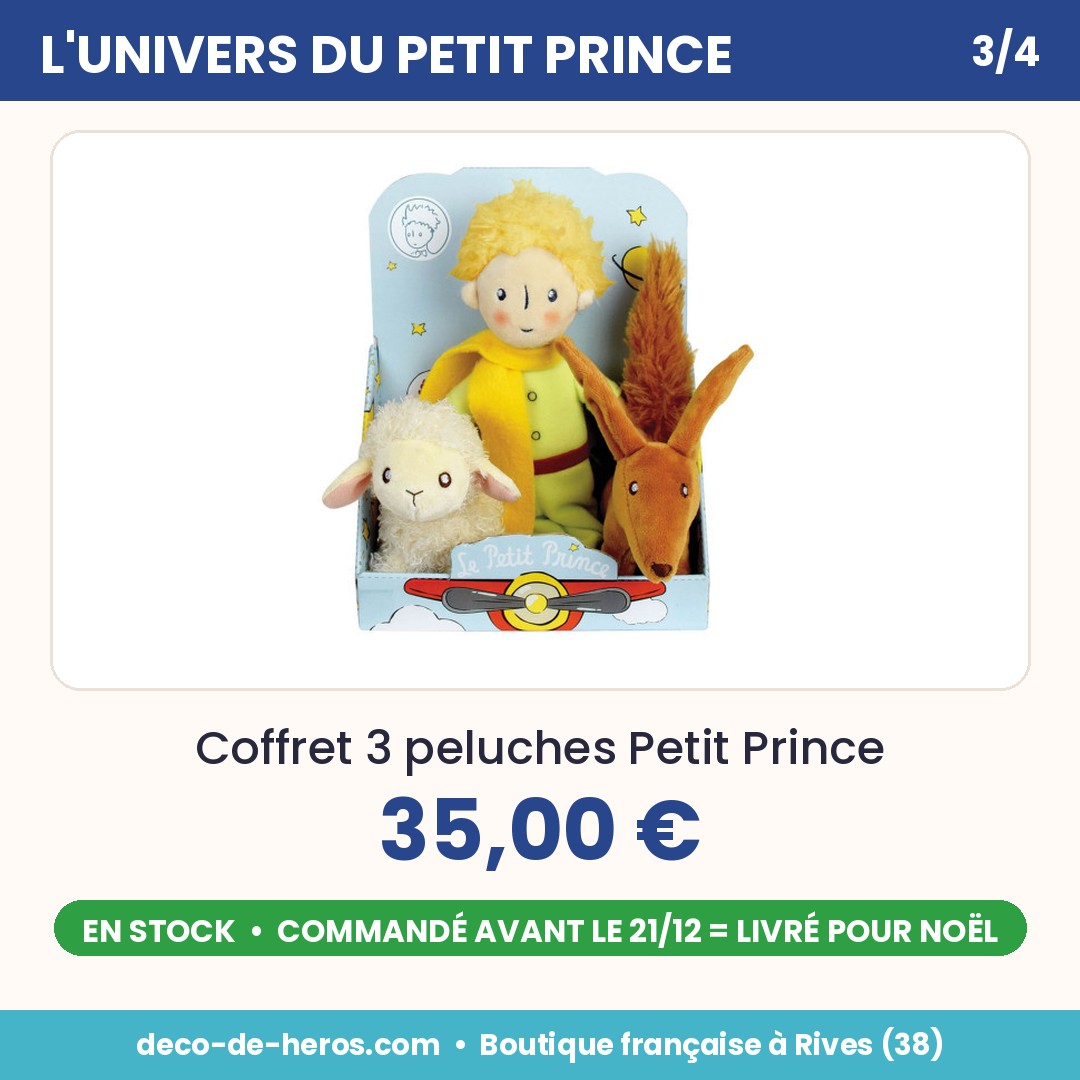 L'UNIVERS DU PETIT PRINCE
3/4
Le Petit Prince
Coffret 3 peluches Petit Prince
35,00 €
EN STOCK • COMMANDÉ AVANT LE 21/12 = LIVRÉ POUR NOËL
deco-de-heros.com • Boutique française à Rives (38)